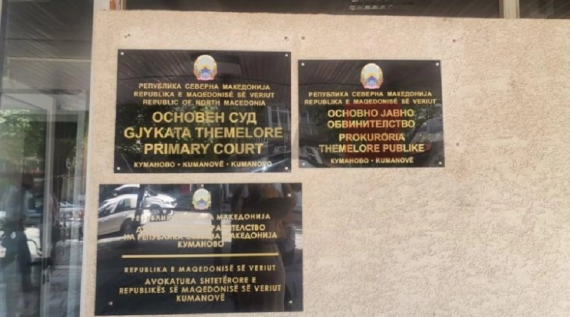 РЕПУБЛИКА СЕВЕРНА МАКЕДОНИЈА
REPUBLIKA E MAQEDONISË SË VERIUT
REPUBLIC OF NORTH MACEDONIA
ОСНОВЕН СУД
GJYKATA THEMELORE
PRIMARY COURT
КУМАНОВО • KUMANOVË • KUMANOVO
РЕПУБЛИКА СЕВЕРНА МАКЕДОНИЈА
REPUBLIKA E MAQEDONISË SË VERIUT
ОСНОВНО ЈАВНО
ОБВИНИТЕЛСТВО
PROKURORIA
THEMELORE PUBLIKE
КУМАНОВО • KUMANOVË
МАКЕДОНИЈА
НА РЕПУБЛИКА МАКЕДОНИЈА
КУМАНОВО
REPUBLIKA E MAQEDONISË SË VERIUT
AVOKATURA SHTETËRORE E
REPUBLIKËS SË MAQEDONISË SË VERIUT
KUMANOVË